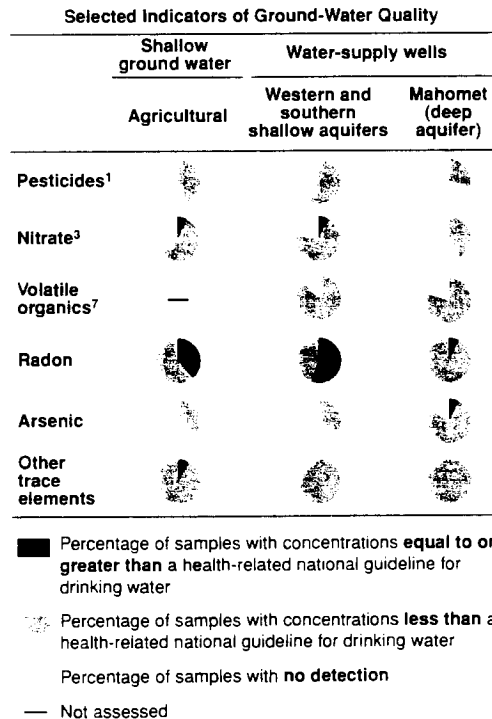 Selected Indicators of Ground-Water Quality
Shallow
ground water
Water-supply wells
Agricultural
Western and
southern
shallow aquifers
Mahomet
(deep
aquifer)
Pesticides¹
Nitrate³
Volatile
organics⁷
—
Radon
Arsenic
Other
trace
elements
Percentage of samples with concentrations equal to or
greater than a health-related national guideline for
drinking water
Percentage of samples with concentrations less than a
health-related national guideline for drinking water
Percentage of samples with no detection
— Not assessed